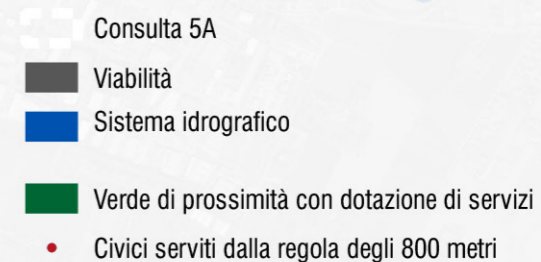 Consulta 5A
Viabilità
Sistema idrografico
Verde di prossimità con dotazione di servizi
Civici serviti dalla regola degli 800 metri